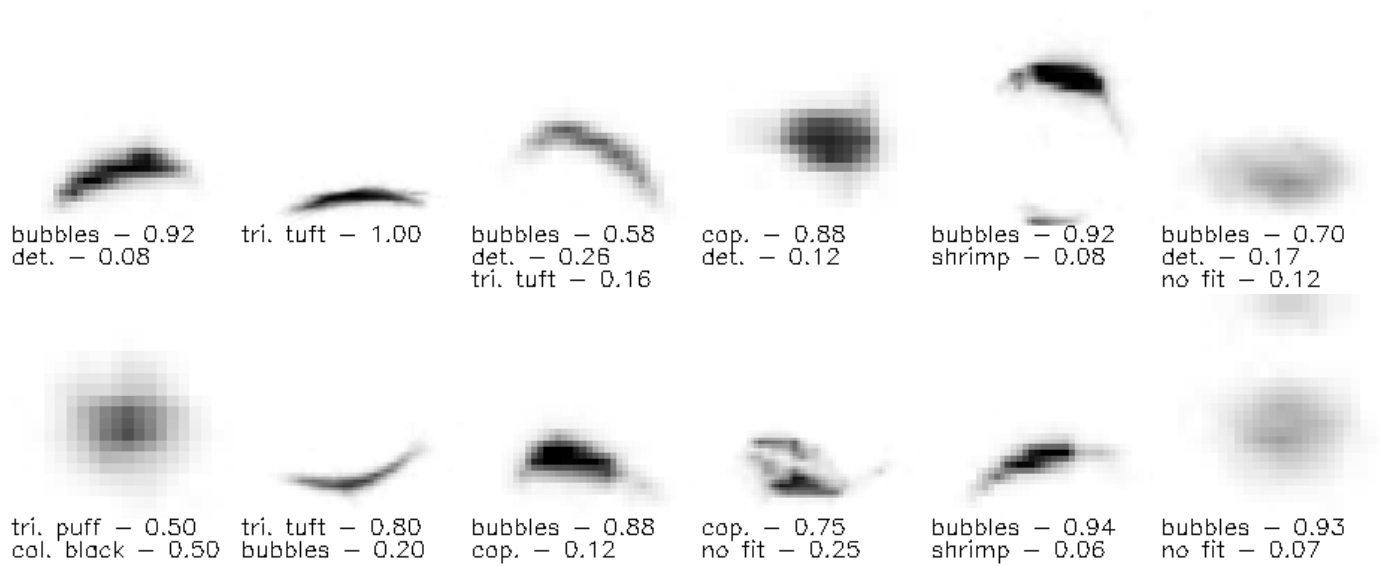 bubbles – 0.92
det. – 0.08
tri. tuft – 1.00
bubbles – 0.58
det. – 0.26
tri. tuft – 0.16
cop. – 0.88
det. – 0.12
bubbles – 0.92
shrimp – 0.08
bubbles – 0.70
det. – 0.17
no fit – 0.12
tri. puff – 0.50
col. black – 0.50
tri. tuft – 0.80
bubbles – 0.20
bubbles – 0.88
cop. – 0.12
cop. – 0.75
no fit – 0.25
bubbles – 0.94
shrimp – 0.06
bubbles – 0.93
no fit – 0.07